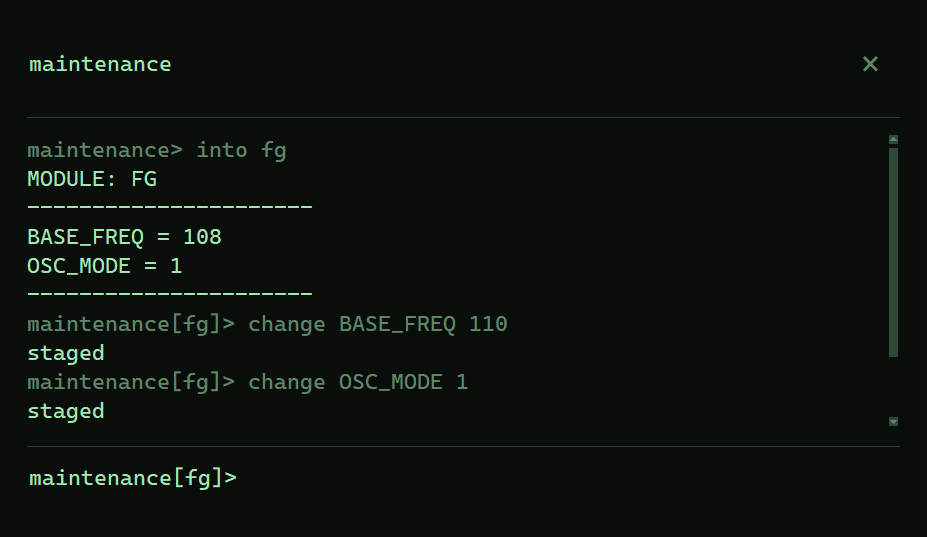 maintenance
×
maintenance> into fg
MODULE: FG
----------------------
BASE_FREQ = 108
OSC_MODE = 1
----------------------
maintenance[fg]> change BASE_FREQ 110
staged
maintenance[fg]> change OSC_MODE 1
staged
maintenance[fg]>